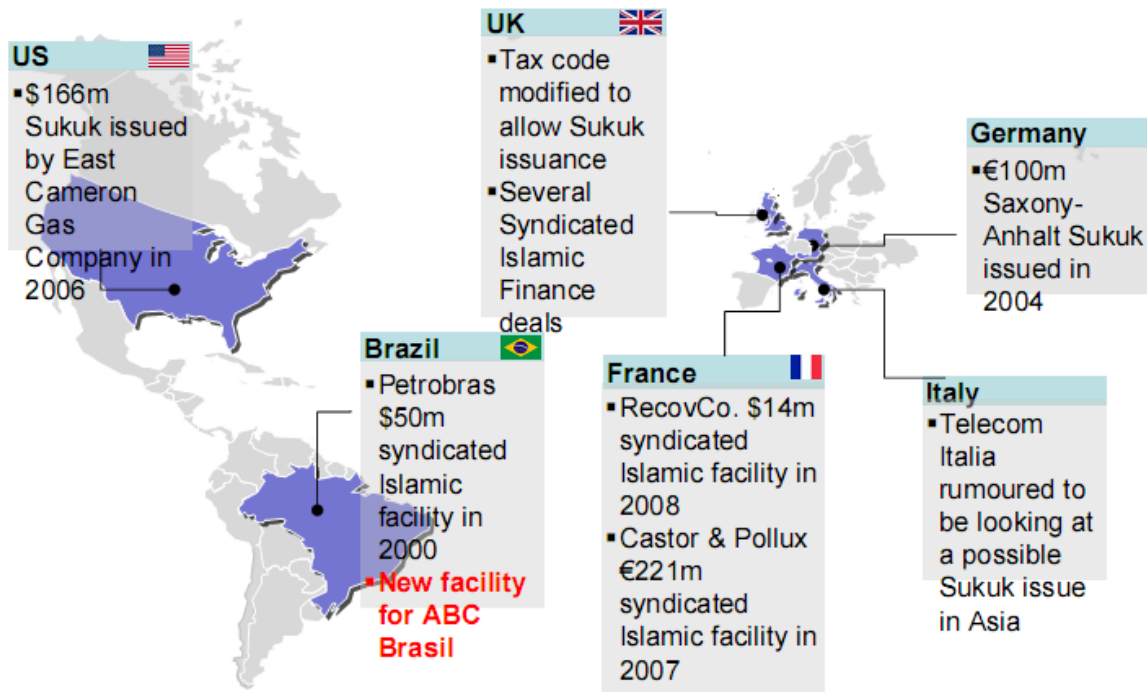 US
▪$166m
Sukuk issued
by East
Cameron
Gas
Company in
2006
UK
▪Tax code
modified to
allow Sukuk
issuance
▪Several
Syndicated
Islamic
Finance
deals
Germany
▪€100m
Saxony-
Anhalt Sukuk
issued in
2004
Brazil
▪Petrobras
$50m
syndicated
Islamic
facility in
2000
▪New facility
for ABC
Brasil
France
▪RecovCo. $14m
syndicated
Islamic facility in
2008
▪Castor & Pollux
€221m
syndicated
Islamic facility in
2007
Italy
▪Telecom
Italia
rumoured to
be looking at
a possible
Sukuk issue
in Asia